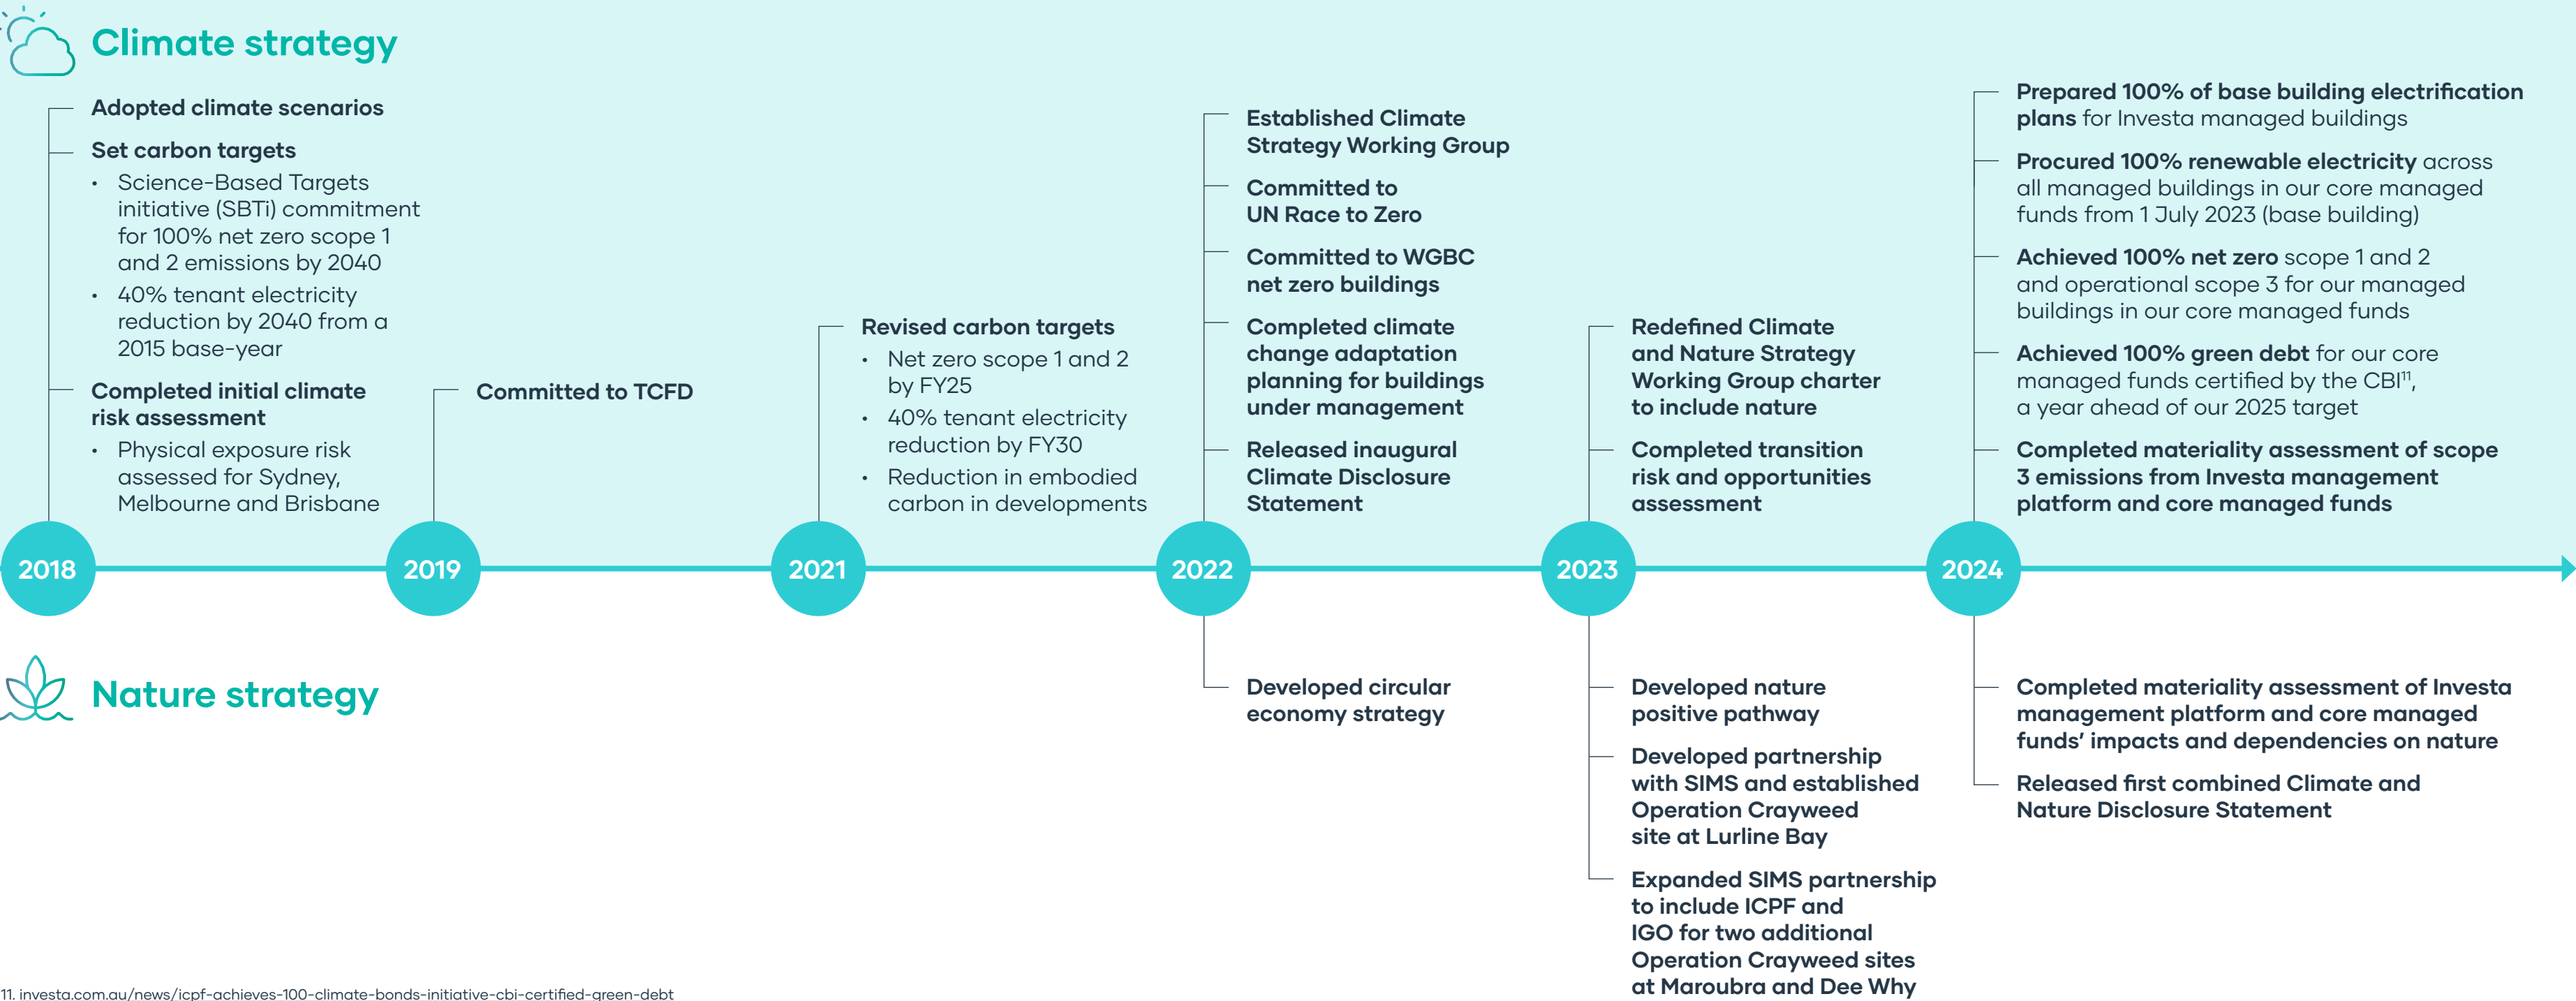 Climate strategy
Adopted climate scenarios
Set carbon targets
• Science-Based Targets
initiative (SBTi) commitment
for 100% net zero scope 1
and 2 emissions by 2040
• 40% tenant electricity
reduction by 2040 from a
2015 base-year
Completed initial climate
risk assessment
• Physical exposure risk
assessed for Sydney,
Melbourne and Brisbane
2018
Committed to TCFD
2019
Revised carbon targets
• Net zero scope 1 and 2
by FY25
• 40% tenant electricity
reduction by FY30
• Reduction in embodied
carbon in developments
2021
Established Climate
Strategy Working Group
Committed to
UN Race to Zero
Committed to WGBC
net zero buildings
Completed climate
change adaptation
planning for buildings
under management
Released inaugural
Climate Disclosure
Statement
2022
Redefined Climate
and Nature Strategy
Working Group charter
to include nature
Completed transition
risk and opportunities
assessment
2023
Prepared 100% of base building electrification
plans for Investa managed buildings
Procured 100% renewable electricity across
all managed buildings in our core managed
funds from 1 July 2023 (base building)
Achieved 100% net zero scope 1 and 2
and operational scope 3 for our managed
buildings in our core managed funds
Achieved 100% green debt for our core
managed funds certified by the CBI¹¹,
a year ahead of our 2025 target
Completed materiality assessment of scope
3 emissions from Investa management
platform and core managed funds
2024
Nature strategy
Developed circular
economy strategy
Developed nature
positive pathway
Developed partnership
with SIMS and established
Operation Crayweed
site at Lurline Bay
Expanded SIMS partnership
to include ICPF and
IGO for two additional
Operation Crayweed sites
at Maroubra and Dee Why
Completed materiality assessment of Investa
management platform and core managed
funds’ impacts and dependencies on nature
Released first combined Climate and
Nature Disclosure Statement
11. investa.com.au/news/icpf-achieves-100-climate-bonds-initiative-cbi-certified-green-debt